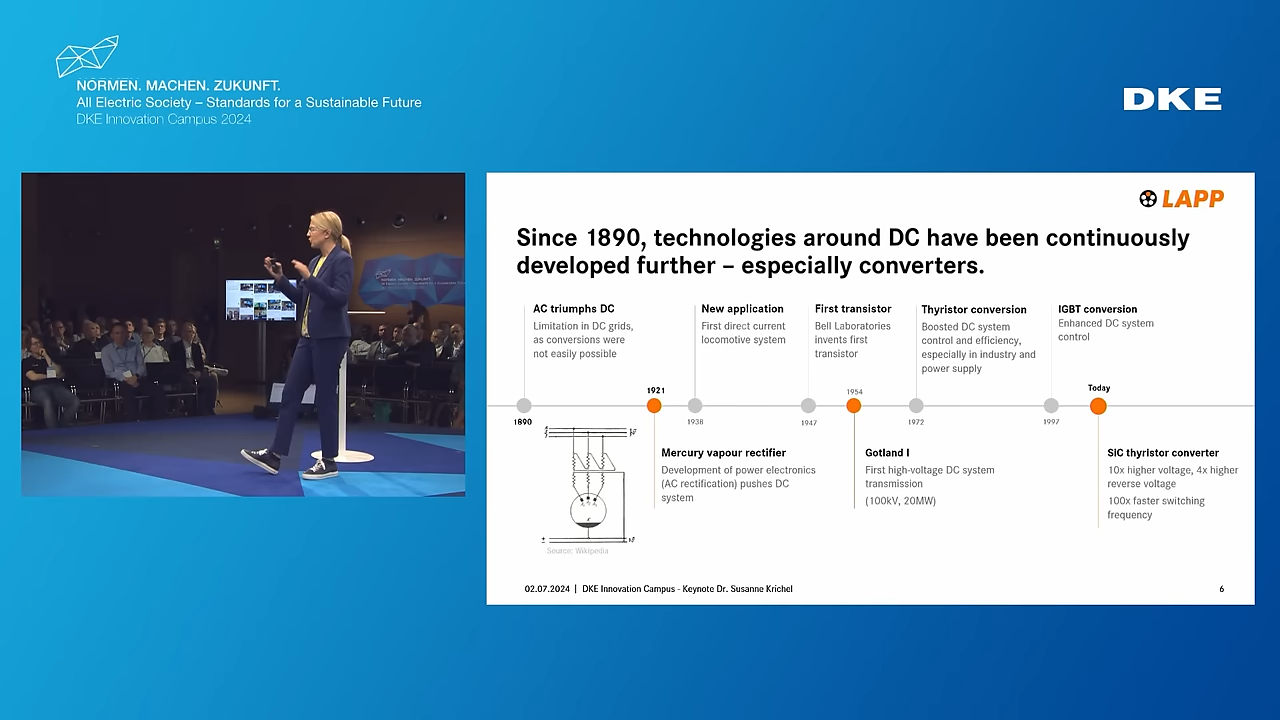 NORMEN. MACHEN. ZUKUNFT.
All Electric Society – Standards for a Sustainable Future
DKE Innovation Campus 2024
DKE
LAPP
Since 1890, technologies around DC have been continuously
developed further – especially converters.
AC triumphs DC
Limitation in DC grids,
as conversions were
not easily possible
New application
First direct current
locomotive system
First transistor
Bell Laboratories
invents first
transistor
Thyristor conversion
Boosted DC system
control and efficiency,
especially in industry and
power supply
IGBT conversion
Enhanced DC system
control
1921
1954
Today
1890
1938
1947
1972
1997
Mercury vapour rectifier
Development of power electronics
(AC rectification) pushes DC
system
Gotland I
First high-voltage DC system
transmission
(100kV, 20MW)
SiC thyristor converter
10x higher voltage, 4x higher
reverse voltage
100x faster switching
frequency
Source: Wikipedia
02.07.2024 | DKE Innovation Campus - Keynote Dr. Susanne Krichel
6